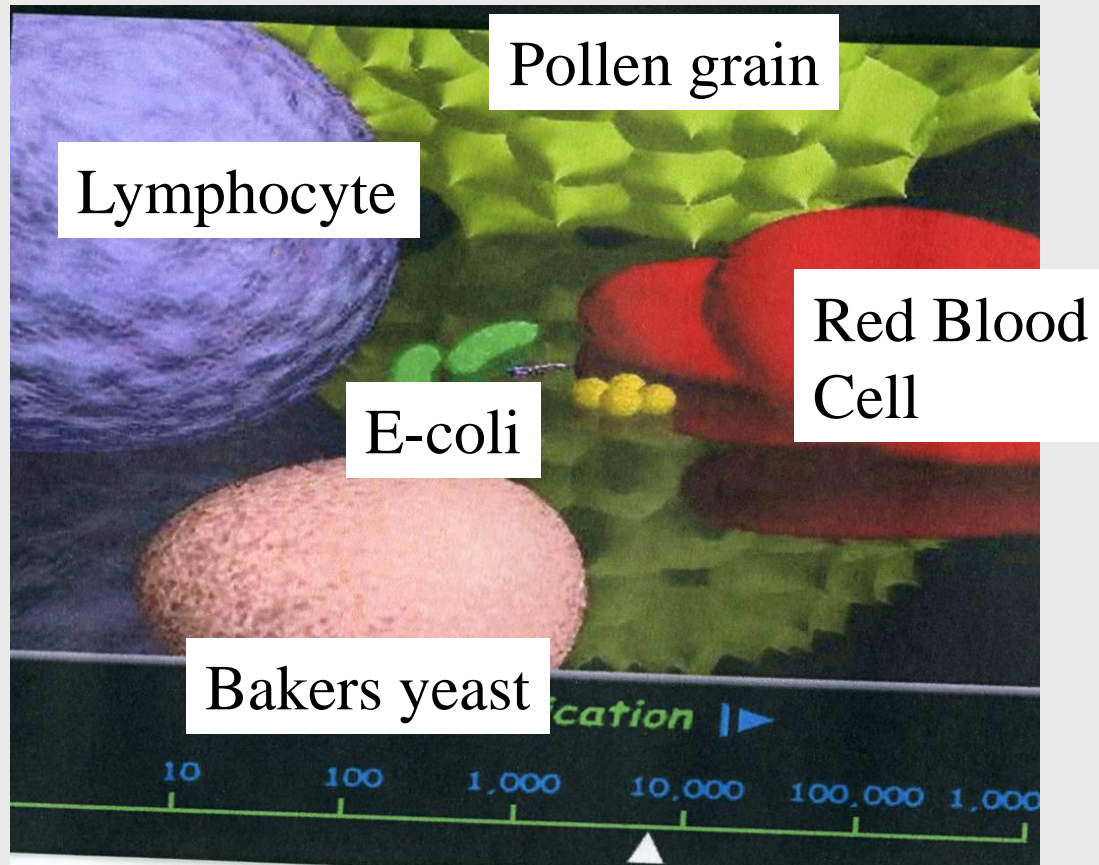 Pollen grain
Lymphocyte
Red Blood
Cell
E-coli
Bakers yeast
ication
10 100 1,000 10,000 100,000 1,000